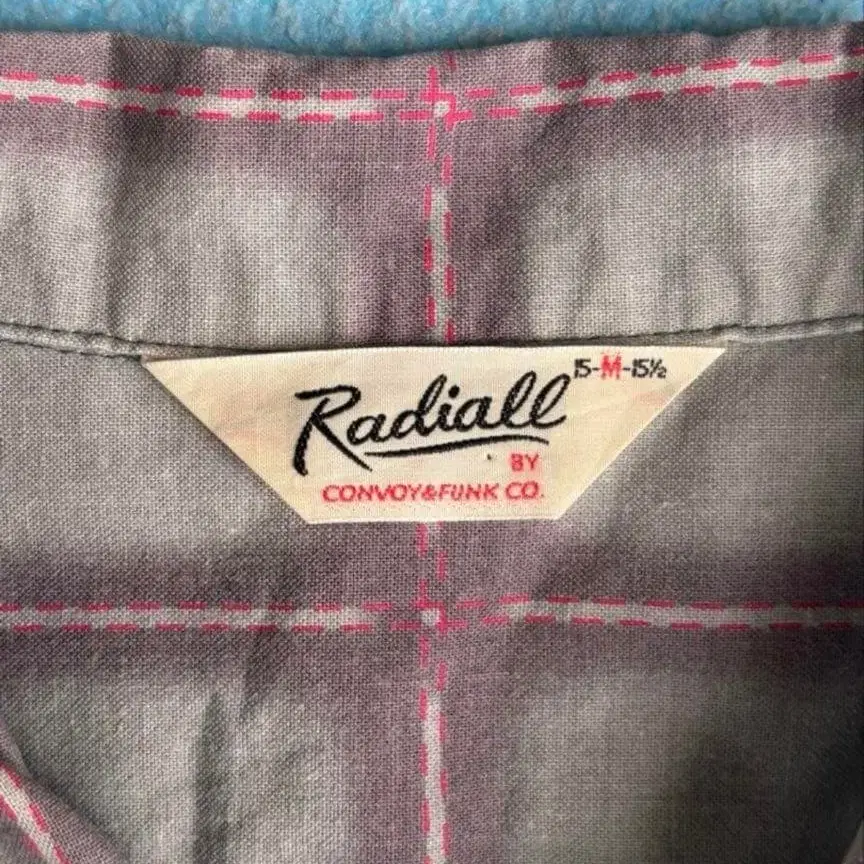 15-M-15½
Radiall
BY
CONVOY&FUNK CO.